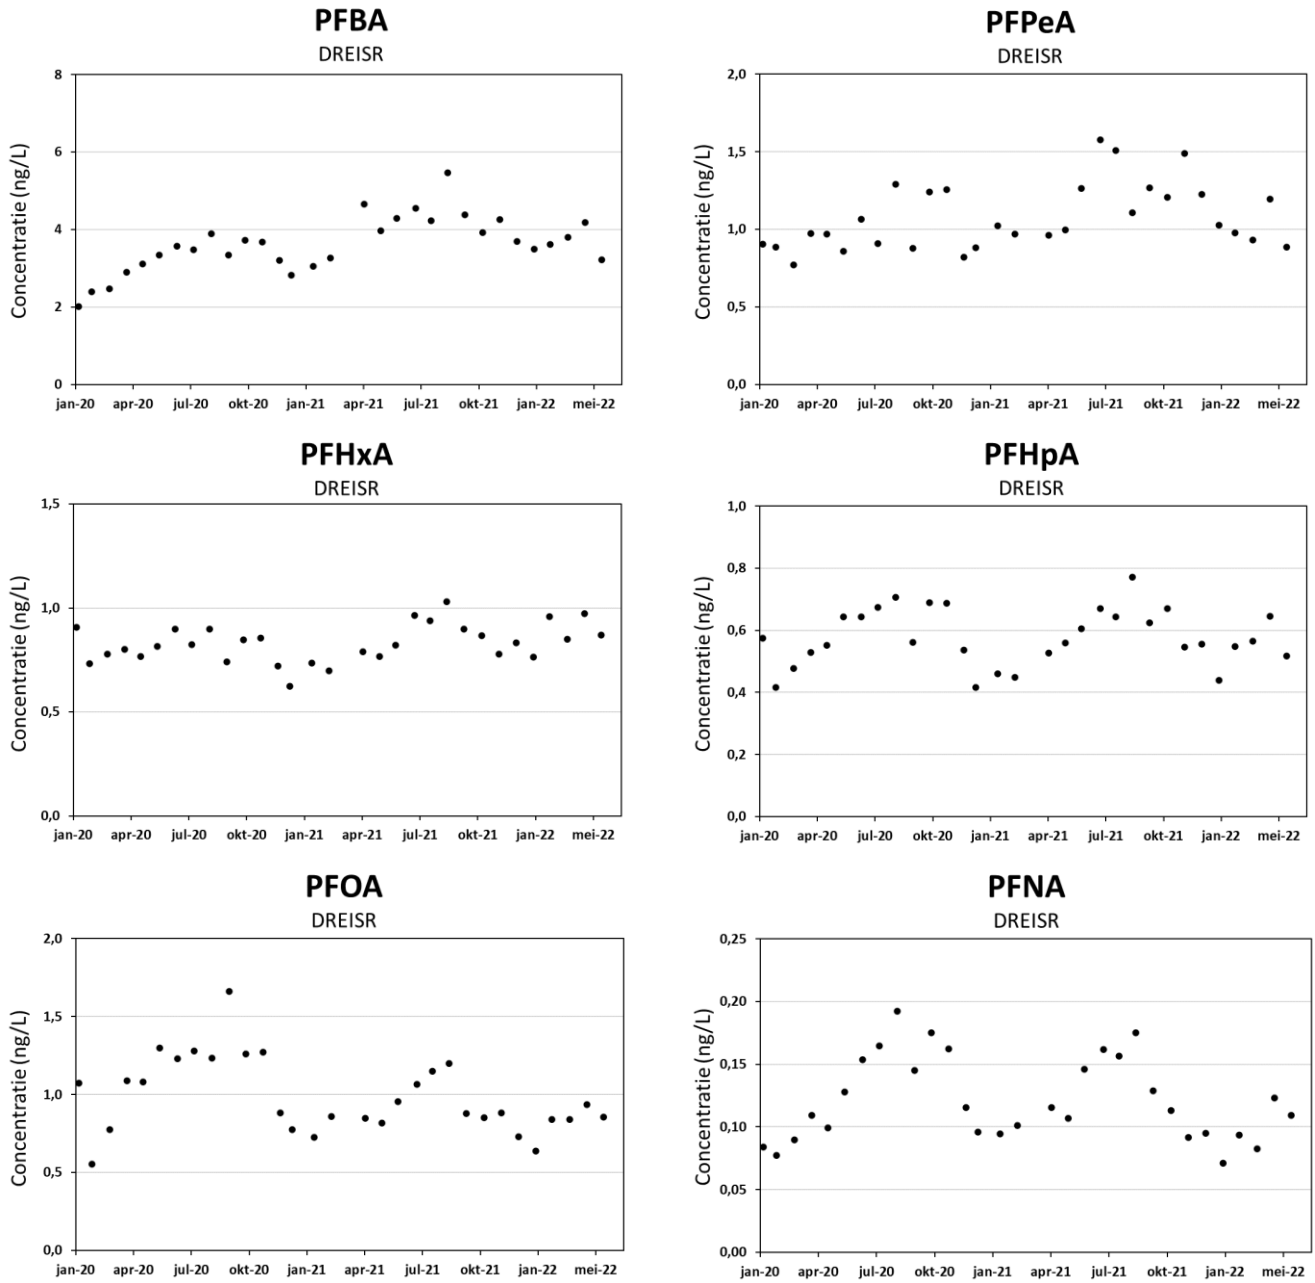 PFBA
DREISR
Concentratie (ng/L)
8
6
4
2
0
jan-20 apr-20 jul-20 okt-20 jan-21 apr-21 jul-21 okt-21 jan-22 mei-22
PFPeA
DREISR
Concentratie (ng/L)
2,0
1,5
1,0
0,5
0,0
jan-20 apr-20 jul-20 okt-20 jan-21 apr-21 jul-21 okt-21 jan-22 mei-22
PFHxA
DREISR
Concentratie (ng/L)
1,5
1,0
0,5
0,0
jan-20 apr-20 jul-20 okt-20 jan-21 apr-21 jul-21 okt-21 jan-22 mei-22
PFHpA
DREISR
Concentratie (ng/L)
1,0
0,8
0,6
0,4
0,2
0,0
jan-20 apr-20 jul-20 okt-20 jan-21 apr-21 jul-21 okt-21 jan-22 mei-22
PFOA
DREISR
Concentratie (ng/L)
2,0
1,5
1,0
0,5
0,0
jan-20 apr-20 jul-20 okt-20 jan-21 apr-21 jul-21 okt-21 jan-22 mei-22
PFNA
DREISR
Concentratie (ng/L)
0,25
0,20
0,15
0,10
0,05
0,00
jan-20 apr-20 jul-20 okt-20 jan-21 apr-21 jul-21 okt-21 jan-22 mei-22